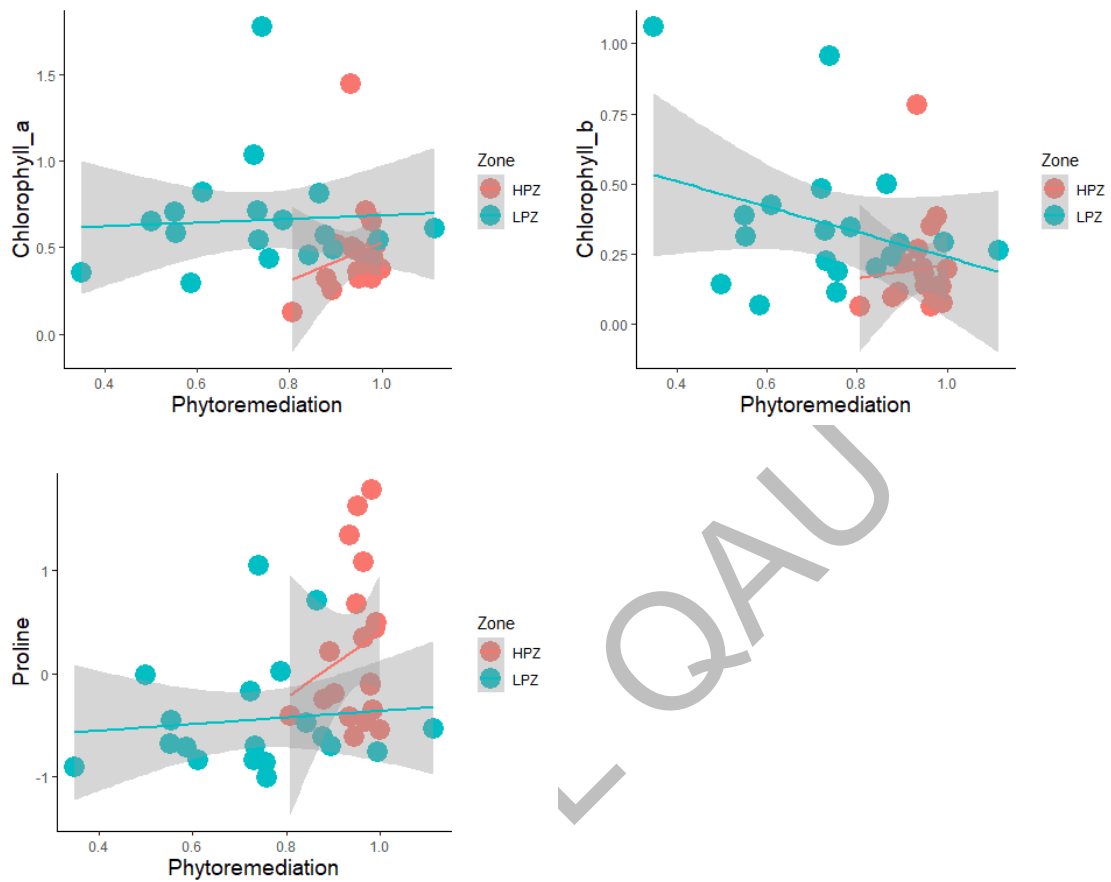 1.5
1.0
0.5
0.0
Chlorophyll_a
0.4 0.6 0.8 1.0
Phytoremediation
Zone
HPZ
LPZ
1.00
0.75
0.50
0.25
0.00
Chlorophyll_b
0.4 0.6 0.8 1.0
Phytoremediation
Zone
HPZ
LPZ
1
0
-1
Proline
0.4 0.6 0.8 1.0
Phytoremediation
Zone
HPZ
LPZ
QAU